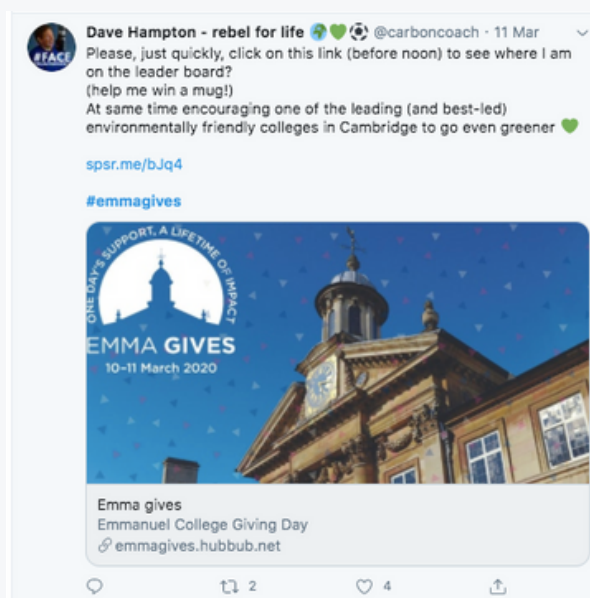 Dave Hampton - rebel for life 🌍💚⚽ @carboncoach · 11 Mar
#FACE
Please, just quickly, click on this link (before noon) to see where I am
on the leader board?
(help me win a mug!)
At same time encouraging one of the leading (and best-led)
environmentally friendly colleges in Cambridge to go even greener 💚
spsr.me/bJq4
#emmagives
ONE DAY'S SUPPORT, A LIFETIME OF IMPACT
EMMA GIVES
10–11 March 2020
Emma gives
Emmanuel College Giving Day
emmagives.hubbub.net
2
4